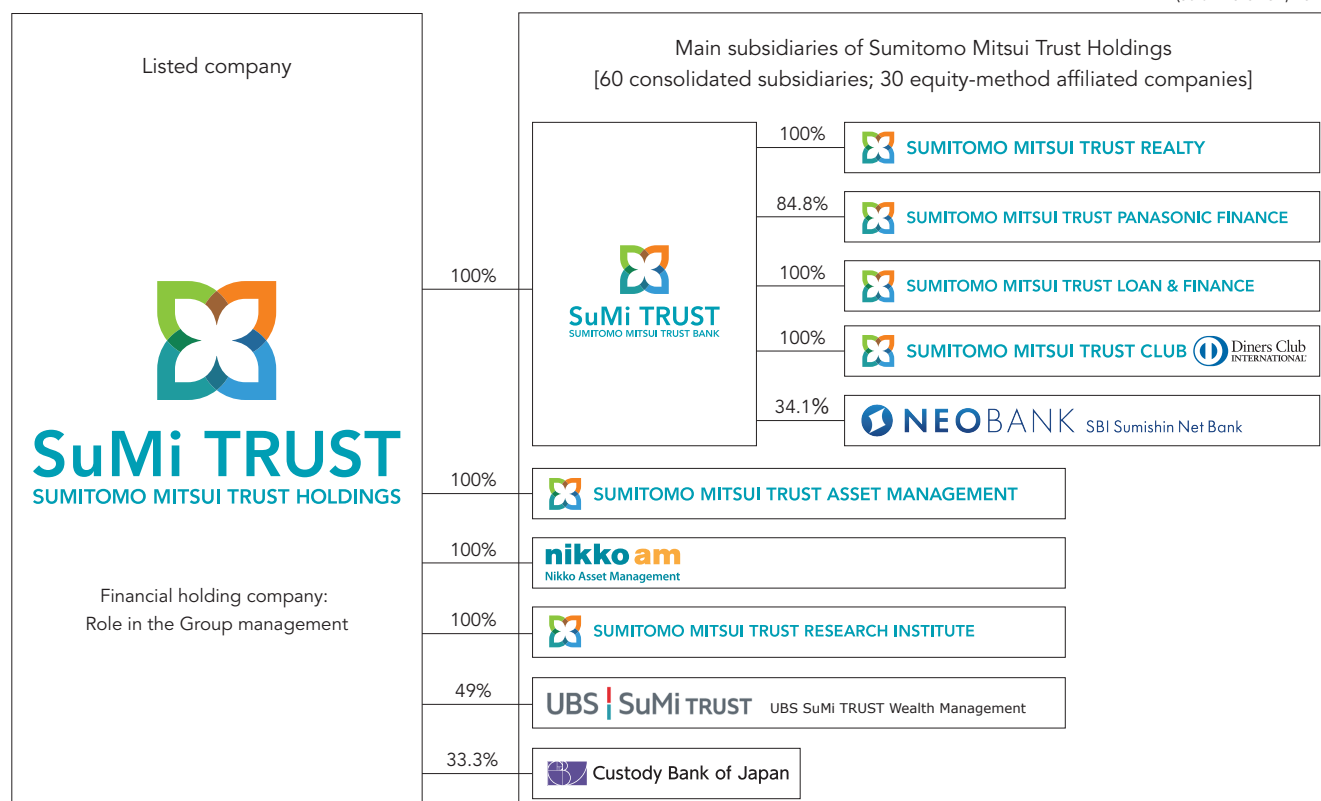 Listed company
SuMi TRUST
SUMITOMO MITSUI TRUST HOLDINGS
Financial holding company:
Role in the Group management
Main subsidiaries of Sumitomo Mitsui Trust Holdings
[60 consolidated subsidiaries; 30 equity-method affiliated companies]
100%
SuMi TRUST
SUMITOMO MITSUI TRUST BANK
100%
SUMITOMO MITSUI TRUST REALTY
84.8%
SUMITOMO MITSUI TRUST PANASONIC FINANCE
100%
SUMITOMO MITSUI TRUST LOAN & FINANCE
100%
SUMITOMO MITSUI TRUST CLUB
Diners Club
INTERNATIONAL
34.1%
NEOBANK SBI Sumishin Net Bank
100%
SUMITOMO MITSUI TRUST ASSET MANAGEMENT
100%
nikko am
Nikko Asset Management
100%
SUMITOMO MITSUI TRUST RESEARCH INSTITUTE
49%
UBS SuMi TRUST UBS SuMi TRUST Wealth Management
33.3%
Custody Bank of Japan